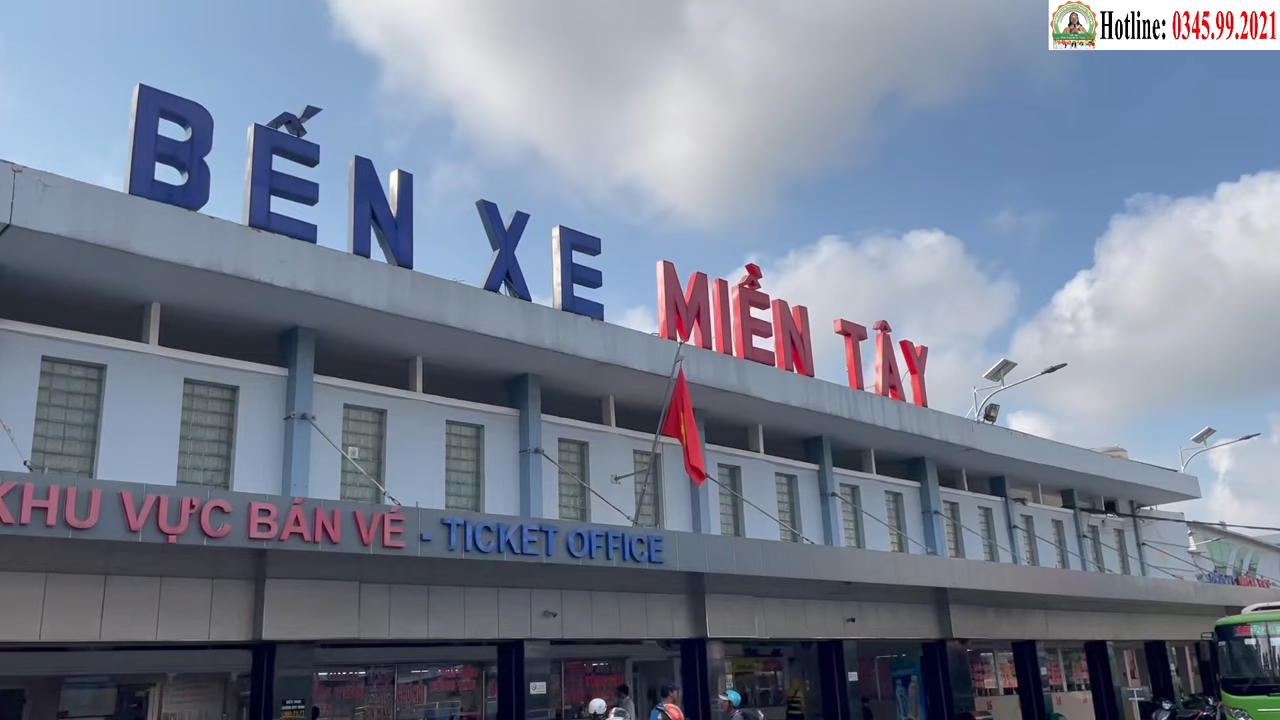 Hotline: 0345.99.2021
BẾN XE MIỀN TÂY
KHU VỰC BÁN VÉ - TICKET OFFICE